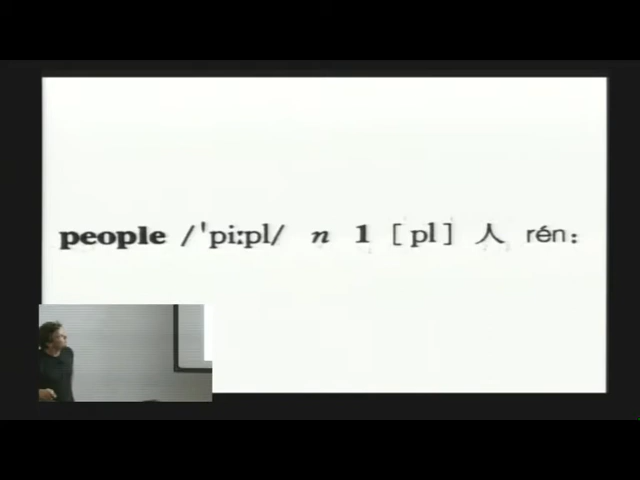 people /ˈpiːpl/ n 1 [pl] 人 rén: